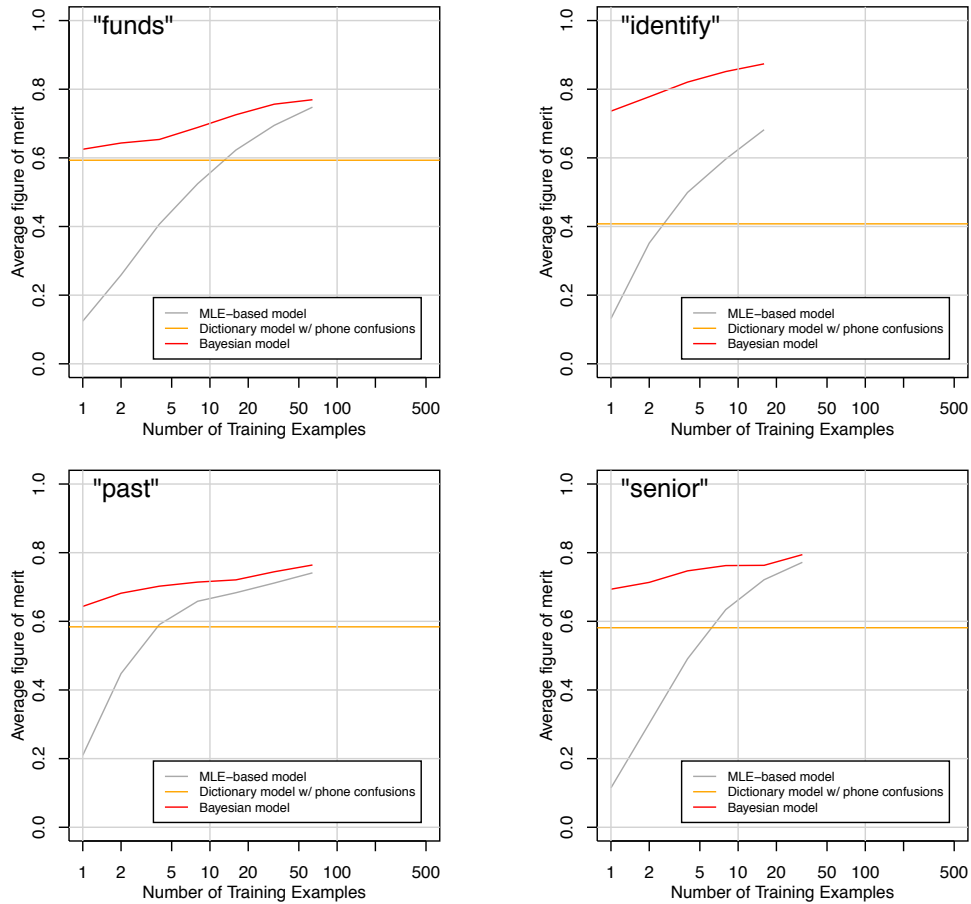 "funds"
Average figure of merit
0.0 0.2 0.4 0.6 0.8 1.0
MLE−based model
Dictionary model w/ phone confusions
Bayesian model
1 2 5 10 20 50 100 500
Number of Training Examples
"identify"
Average figure of merit
0.0 0.2 0.4 0.6 0.8 1.0
MLE−based model
Dictionary model w/ phone confusions
Bayesian model
1 2 5 10 20 50 100 500
Number of Training Examples
"past"
Average figure of merit
0.0 0.2 0.4 0.6 0.8 1.0
MLE−based model
Dictionary model w/ phone confusions
Bayesian model
1 2 5 10 20 50 100 500
Number of Training Examples
"senior"
Average figure of merit
0.0 0.2 0.4 0.6 0.8 1.0
MLE−based model
Dictionary model w/ phone confusions
Bayesian model
1 2 5 10 20 50 100 500
Number of Training Examples